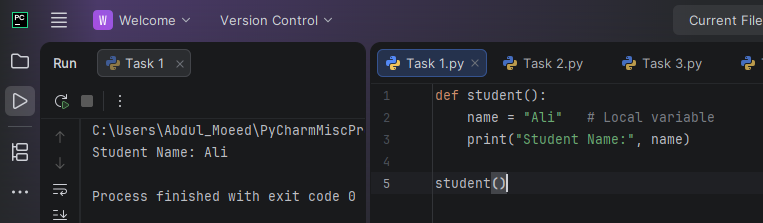 PC
W Welcome Version Control Current File
Run Task 1 Task 1.py Task 2.py Task 3.py
C:\Users\Abdul_Moeed\PyCharmMiscPr
Student Name: Ali
Process finished with exit code 0
1 def student():
2 name = "Ali" # Local variable
3 print("Student Name:", name)
4
5 student()